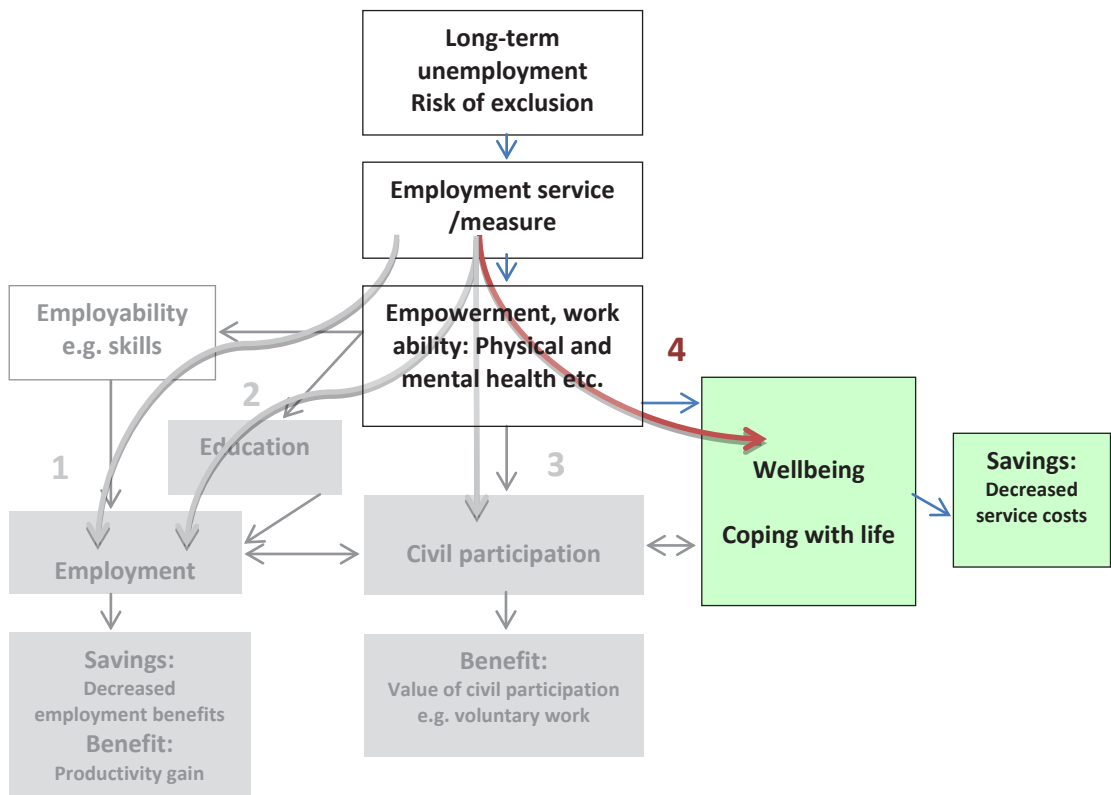 Long-term
unemployment
Risk of exclusion
Employment service
/measure
Employability
e.g. skills
Empowerment, work
ability: Physical and
mental health etc.
4
2
Education
1
3
Wellbeing
Coping with life
Savings:
Decreased
service costs
Employment
Civil participation
Savings:
Decreased
employment benefits
Benefit:
Productivity gain
Benefit:
Value of civil participation
e.g. voluntary work